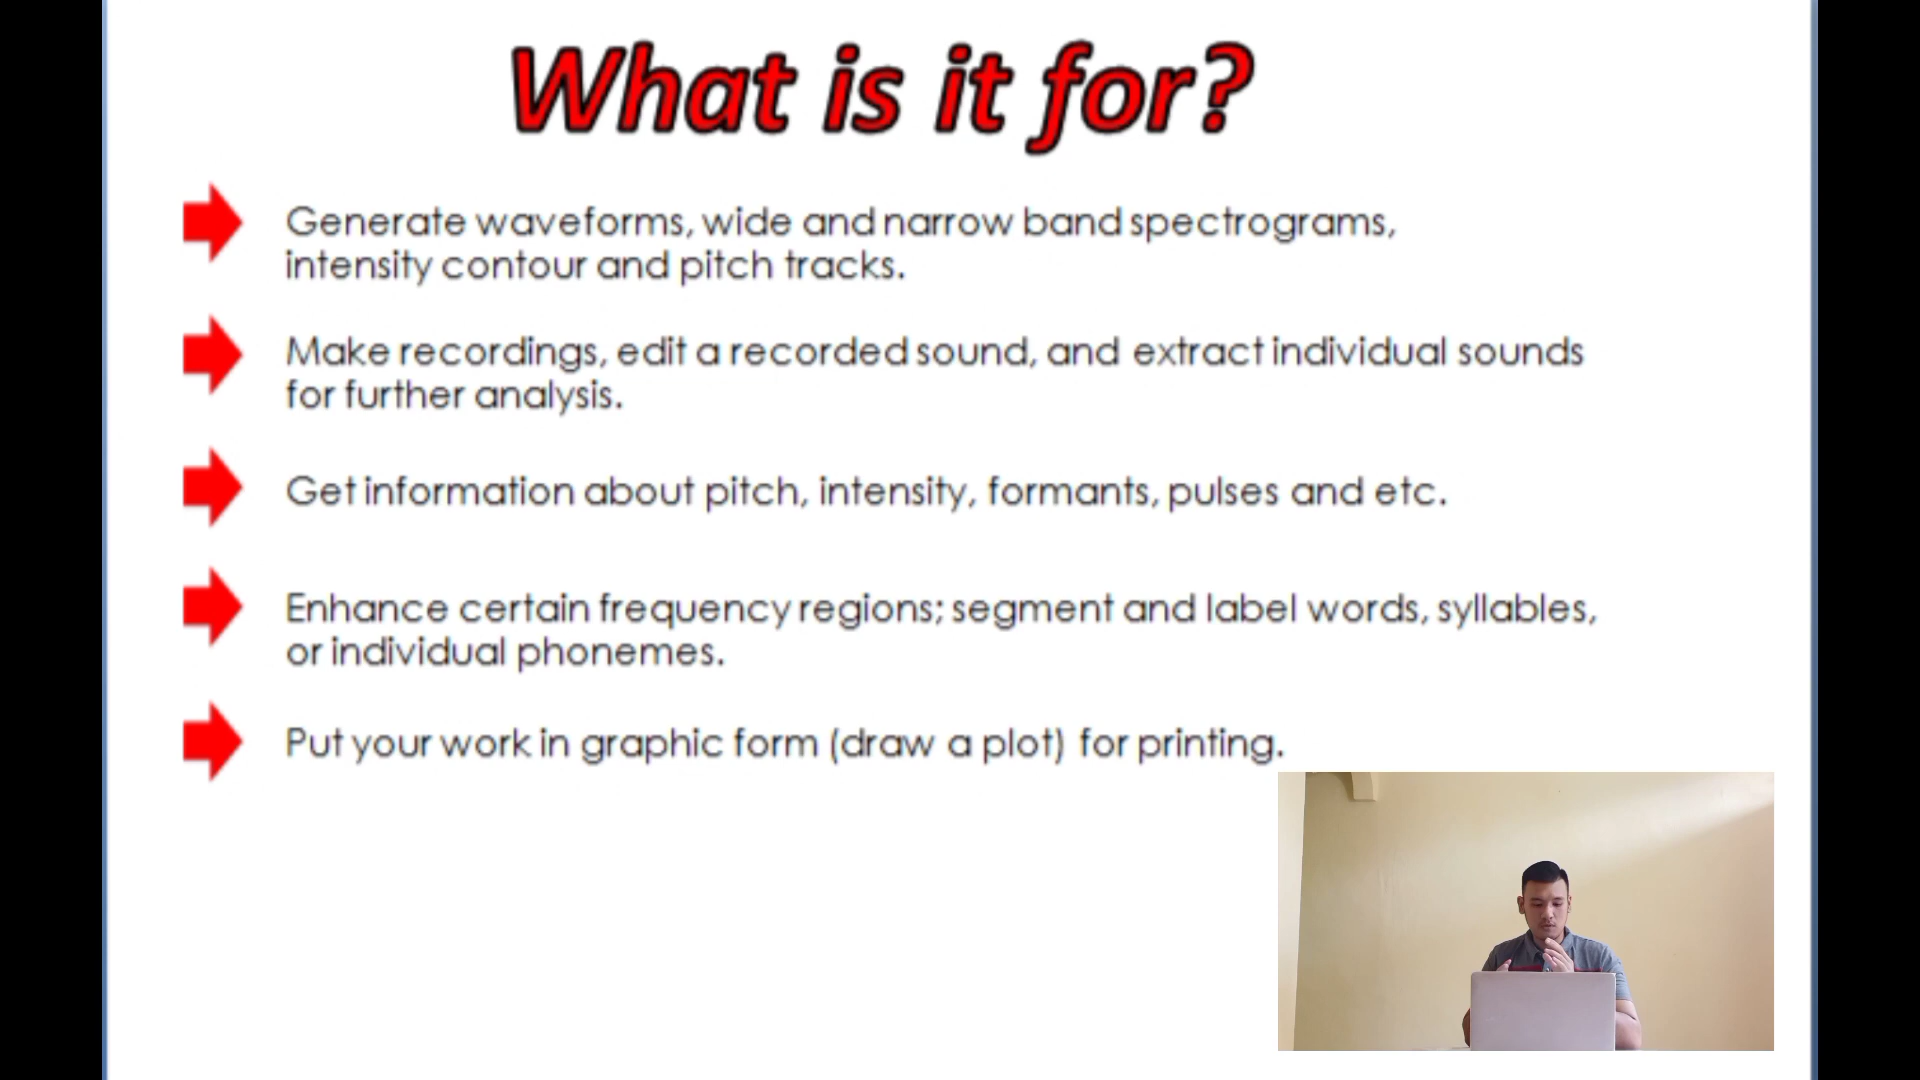 What is it for?
Generate waveforms, wide and narrow band spectrograms,
intensity contour and pitch tracks.
Make recordings, edit a recorded sound, and extract individual sounds
for further analysis.
Get information about pitch, intensity, formants, pulses and etc.
Enhance certain frequency regions; segment and label words, syllables,
or individual phonemes.
Put your work in graphic form (draw a plot) for printing.